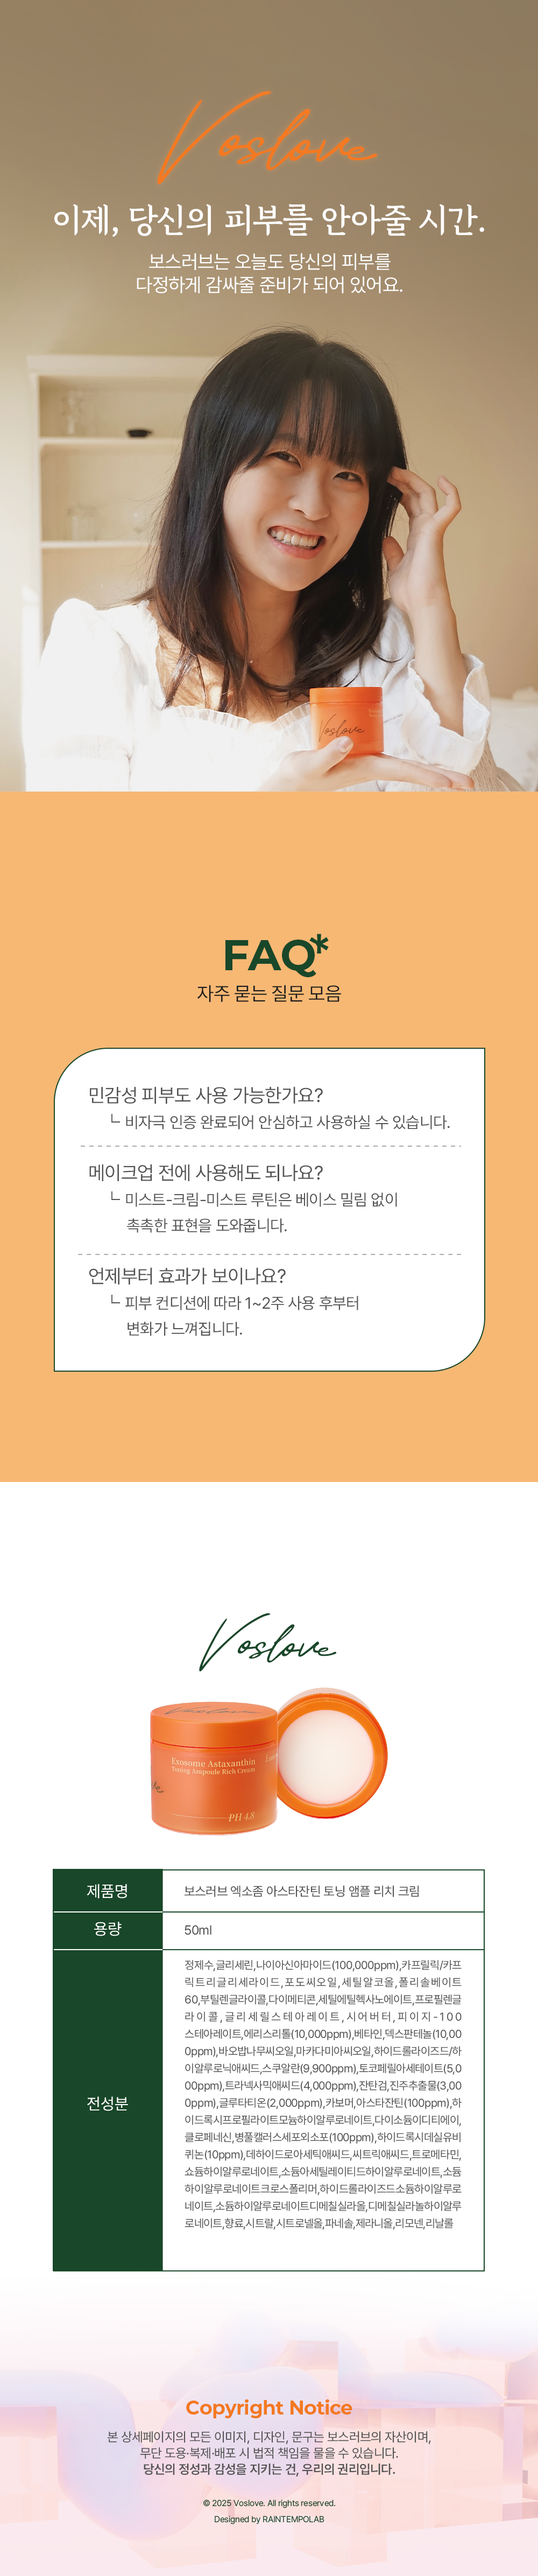 Voslove
이제, 당신의 피부를 안아줄 시간.
보스러브는 오늘도 당신의 피부를
다정하게 감싸줄 준비가 되어 있어요.
Voslove
FAQ*
자주 묻는 질문 모음
민감성 피부도 사용 가능한가요?
ㄴ 비자극 인증 완료되어 안심하고 사용하실 수 있습니다.
메이크업 전에 사용해도 되나요?
ㄴ 미스트-크림-미스트 루틴은 베이스 밀림 없이
촉촉한 표현을 도와줍니다.
언제부터 효과가 보이나요?
ㄴ 피부 컨디션에 따라 1~2주 사용 후부터
변화가 느껴집니다.
Voslove
Voslove
Exosome Astaxanthin
Toning Ampoule Rich Cream
PH 4.8
제품명
보스러브 엑소좀 아스타잔틴 토닝 앰플 리치 크림
용량
50ml
전성분
정제수,글리세린,나이아신아마이드(100,000ppm),카프릴릭/카프
릭트리글리세라이드,포도씨오일,세틸알코올,폴리솔베이트
60,부틸렌글라이콜,다이메티콘,세틸에틸헥사노에이트,프로필렌글
라이콜,글리세릴스테아레이트,시어버터,피이지-100
스테아레이트,에리스리톨(10,000ppm),베타인,덱스판테놀(10,00
0ppm),바오밥나무씨오일,마카다미아씨오일,하이드롤라이즈드/하
이알루로닉애씨드,스쿠알란(9,900ppm),토코페릴아세테이트(5,0
00ppm),트라넥사믹애씨드(4,000ppm),잔탄검,진주추출물(3,00
0ppm),글루타티온(2,000ppm),카보머,아스타잔틴(100ppm),하
이드록시프로필라이트모늄하이알루로네이트,다이소듐이디티에이,
클로페네신,병풀캘러스세포외소포(100ppm),하이드록시데실유비
퀴논(10ppm),데하이드로아세틱애씨드,씨트릭애씨드,트로메타민,
쇼듐하이알루로네이트,소듐아세틸레이티드하이알루로네이트,소듐
하이알루로네이트크로스폴리머,하이드롤라이즈드소듐하이알루로
네이트,소듐하이알루로네이트디메칠실라올,디메칠실라놀하이알루
로네이트,향료,시트랄,시트로넬올,파네솔,제라니올,리모넨,리날롤
Copyright Notice
본 상세페이지의 모든 이미지, 디자인, 문구는 보스러브의 자산이며,
무단 도용·복제·배포 시 법적 책임을 물을 수 있습니다.
당신의 정성과 감성을 지키는 건, 우리의 권리입니다.
© 2025 Voslove. All rights reserved.
Designed by RAINTEMPOLAB